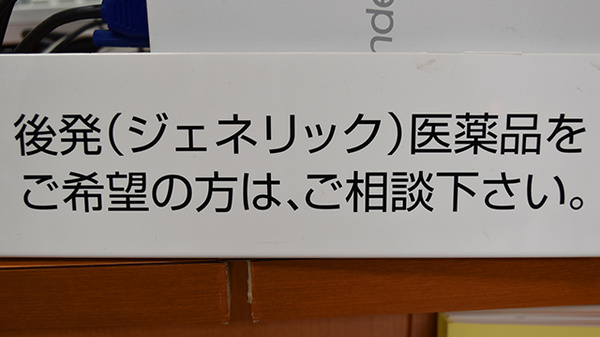 後発(ジェネリック)医薬品を
ご希望の方は、ご相談下さい。